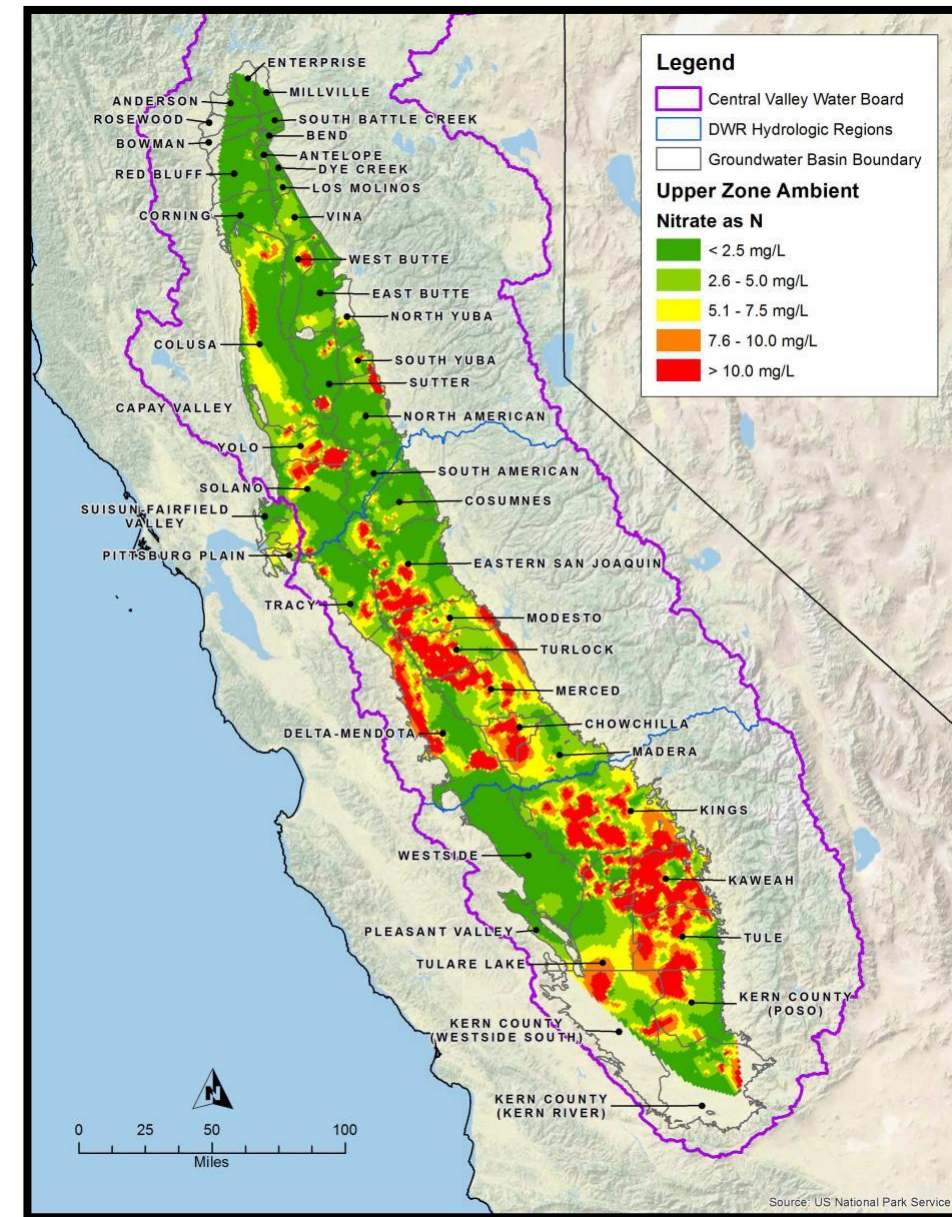 Legend
Central Valley Water Board
DWR Hydrologic Regions
Groundwater Basin Boundary
Upper Zone Ambient
Nitrate as N
< 2.5 mg/L
2.6 - 5.0 mg/L
5.1 - 7.5 mg/L
7.6 - 10.0 mg/L
> 10.0 mg/L
ENTERPRISE
MILLVILLE
ANDERSON
ROSEWOOD
SOUTH BATTLE CREEK
BEND
BOWMAN
ANTELOPE
DYE CREEK
RED BLUFF
LOS MOLINOS
CORNING
VINA
WEST BUTTE
EAST BUTTE
NORTH YUBA
COLUSA
SOUTH YUBA
SUTTER
CAPAY VALLEY
NORTH AMERICAN
YOLO
SOUTH AMERICAN
SOLANO
COSUMNES
SUISUN-FAIRFIELD
VALLEY
PITTSBURG PLAIN
EASTERN SAN JOAQUIN
TRACY
MODESTO
TURLOCK
MERCED
CHOWCHILLA
DELTA-MENDOTA
MADERA
KINGS
WESTSIDE
KAWEAH
PLEASANT VALLEY
TULE
TULARE LAKE
KERN COUNTY
(POSO)
KERN COUNTY
(WESTSIDE SOUTH)
KERN COUNTY
(KERN RIVER)
N
0 25 50 100
Miles
Source: US National Park Service